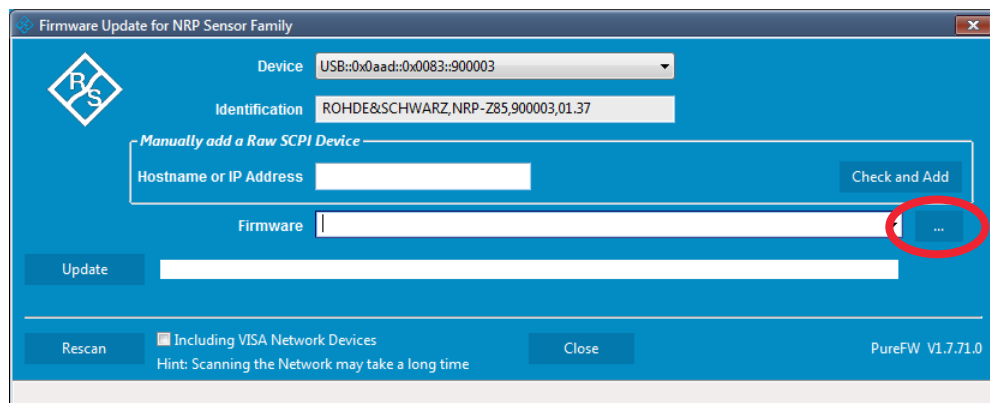 Firmware Update for NRP Sensor Family
R
S
Device USB::0x0aad::0x0083::900003
Identification ROHDE&SCHWARZ,NRP-Z85,900003,01.37
Manually add a Raw SCPI Device
Hostname or IP Address Check and Add
Firmware ...
Update
Rescan Including VISA Network Devices Close PureFW V1.7.71.0
Hint: Scanning the Network may take a long time